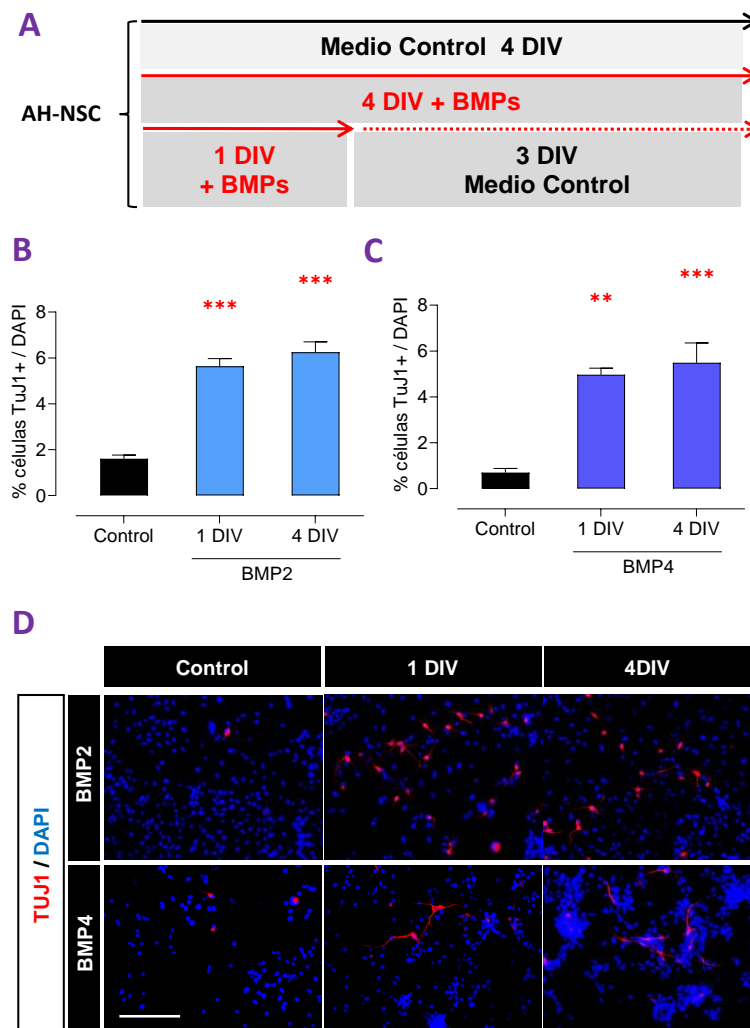 A
AH-NSC
Medio Control 4 DIV
4 DIV + BMPs
1 DIV
+ BMPs
3 DIV
Medio Control
B
% células TuJ1+ / DAPI
8
6
4
2
0
***
***
Control
1 DIV
4 DIV
BMP2
C
% células TuJ1+ / DAPI
8
6
4
2
0
**
***
Control
1 DIV
4 DIV
BMP4
D
Control
1 DIV
4DIV
TUJ1 / DAPI
BMP2
BMP4